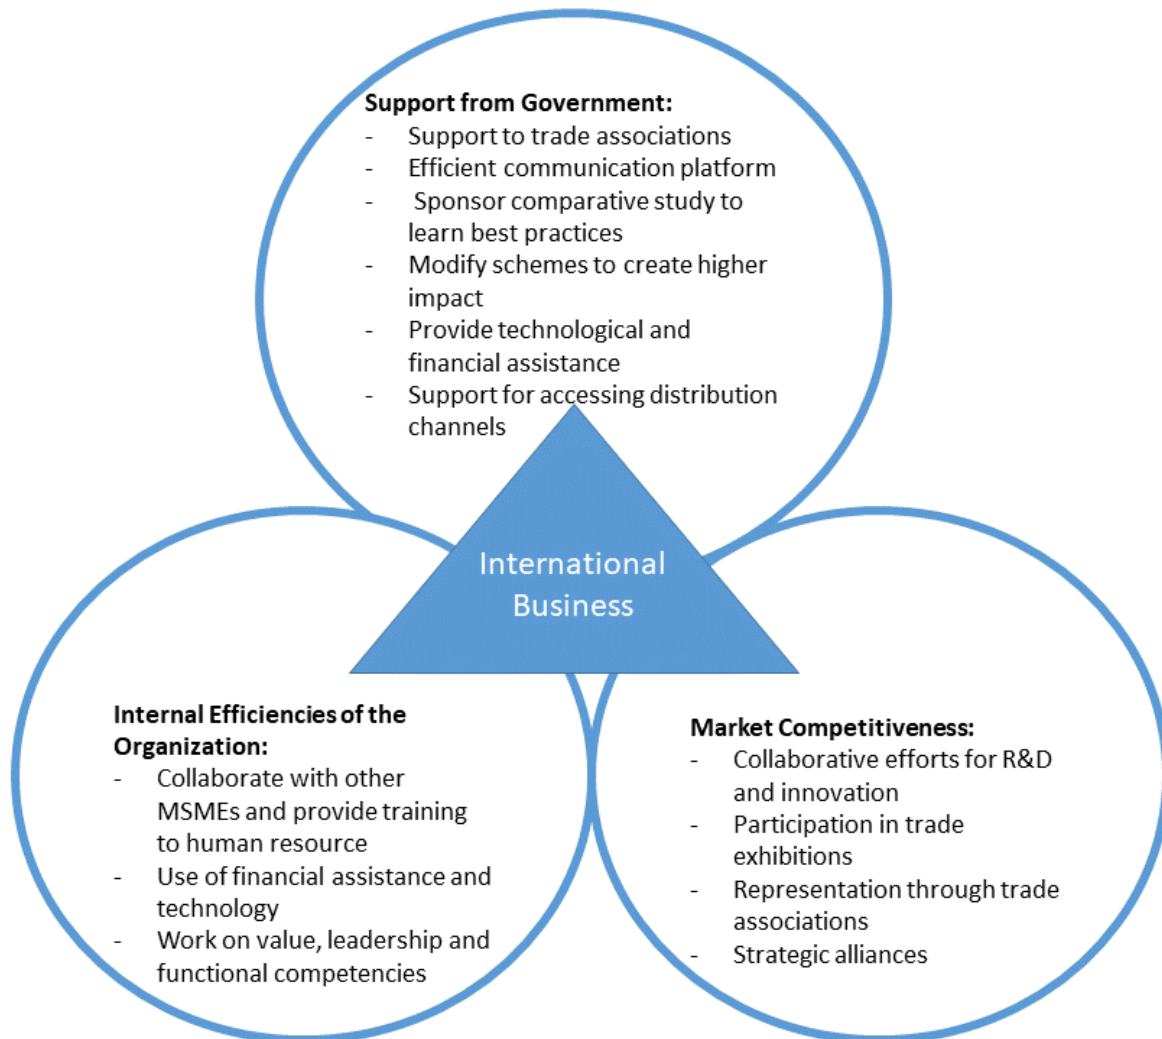 Support from Government:
- Support to trade associations
- Efficient communication platform
- Sponsor comparative study to
learn best practices
- Modify schemes to create higher
impact
- Provide technological and
financial assistance
- Support for accessing distribution
channels
International
Business
Internal Efficiencies of the
Organization:
- Collaborate with other
MSMEs and provide training
to human resource
- Use of financial assistance and
technology
- Work on value, leadership and
functional competencies
Market Competitiveness:
- Collaborative efforts for R&D
and innovation
- Participation in trade
exhibitions
- Representation through trade
associations
- Strategic alliances